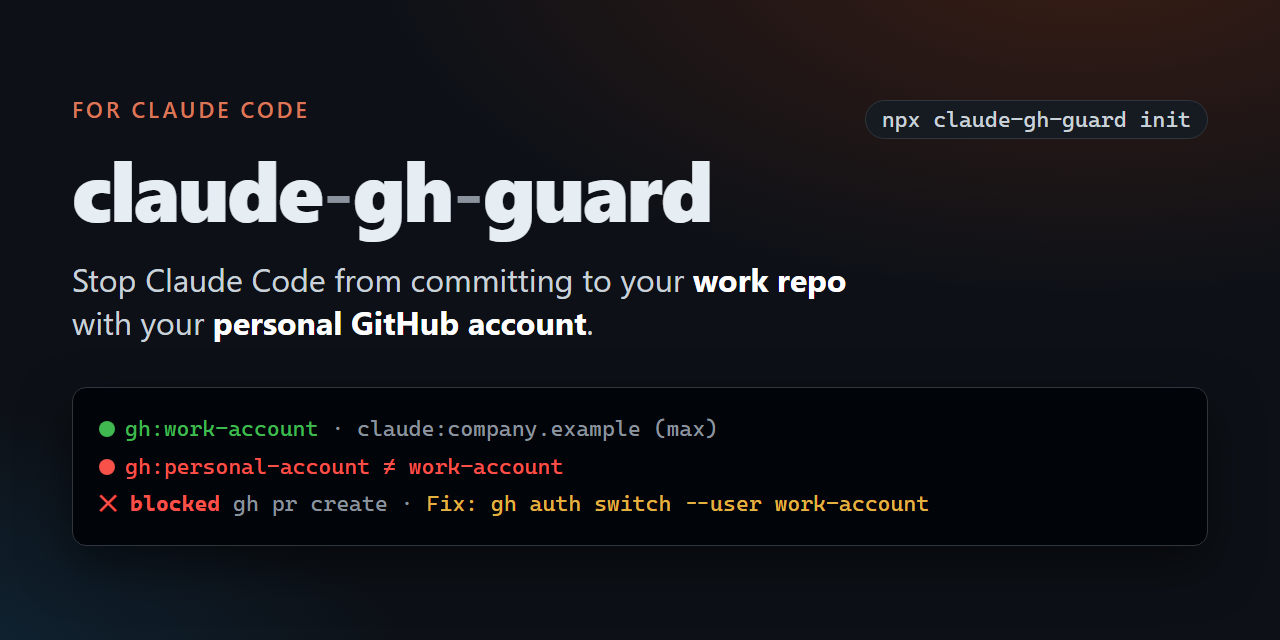 FOR CLAUDE CODE
npx claude-gh-guard init
claude-gh-guard
Stop Claude Code from committing to your work repo
with your personal GitHub account.
● gh:work-account · claude:company.example (max)
● gh:personal-account ≠ work-account
✕ blocked gh pr create · Fix: gh auth switch --user work-account